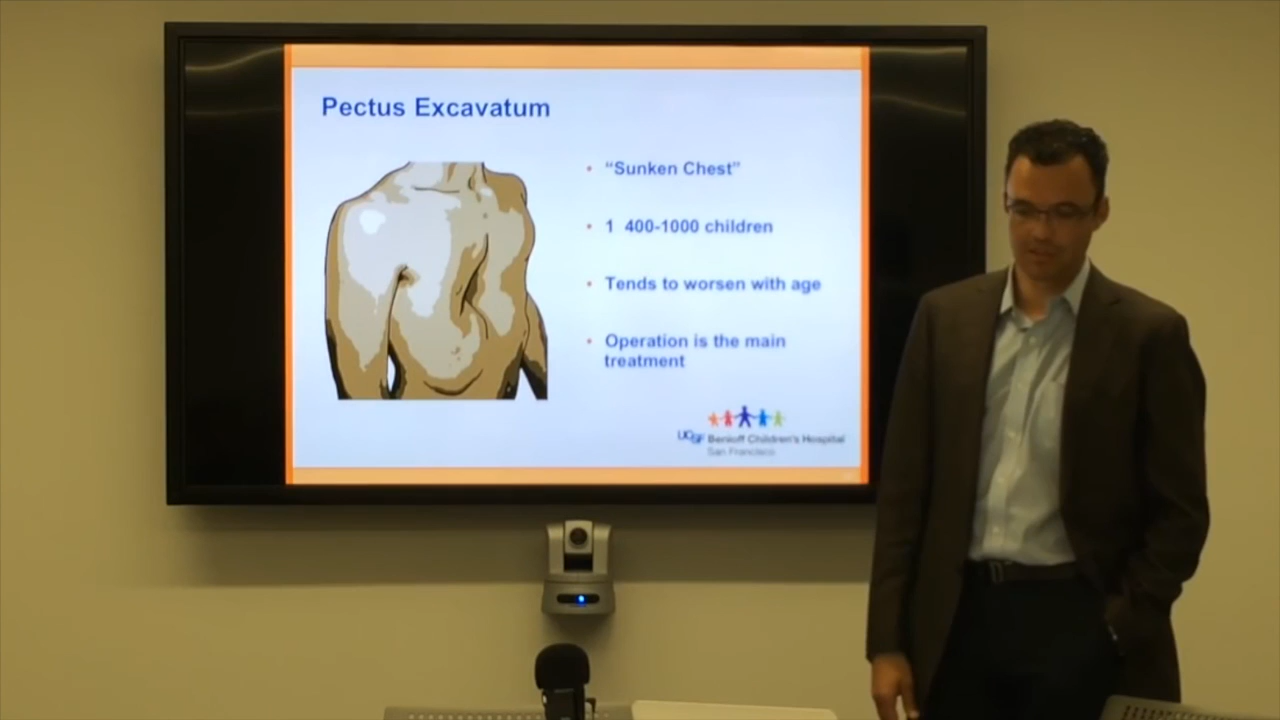 Pectus Excavatum
• “Sunken Chest”
• 1 400-1000 children
• Tends to worsen with age
• Operation is the main
treatment
UCSF Benioff Children's Hospital
San Francisco